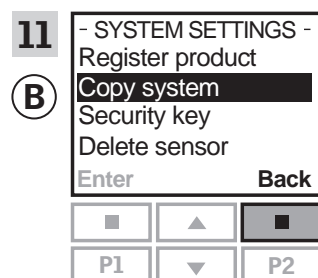 11
B
- SYSTEM SETTINGS -
Register product
Copy system
Security key
Delete sensor
Enter Back
P1 P2